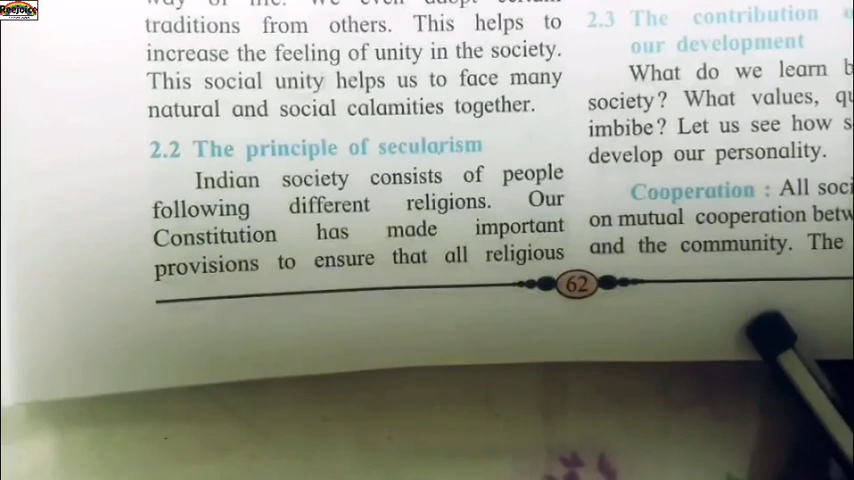 Reejoice
traditions from others. This helps to
increase the feeling of unity in the society.
This social unity helps us to face many
natural and social calamities together.
2.2 The principle of secularism
Indian society consists of people
following different religions. Our
Constitution has made important
provisions to ensure that all religious
2.3 The contribution
our development
What do we learn
society? What values,
imbibe? Let us see how
develop our personality.
Cooperation : All
on mutual cooperation
and the community. The
62